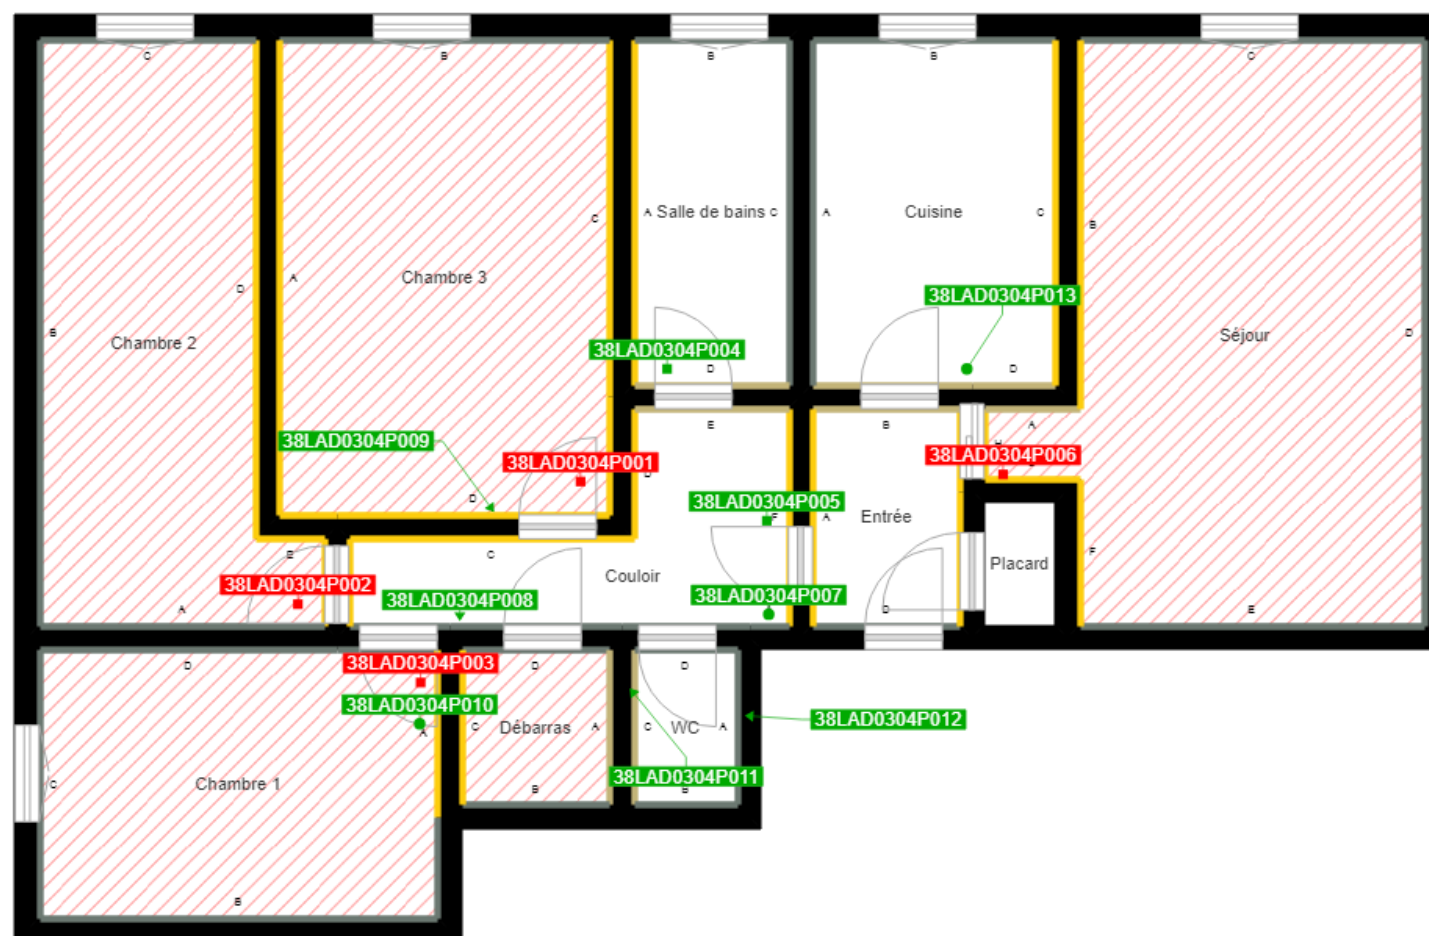 C
B
B
B
C
A
Salle de bains
C
A
Cuisine
C
C
B
A
Chambre 3
D
38LAD0304P013
B
Chambre 2
Séjour
D
38LAD0304P004
D
D
E
B
A
38LAD0304P009
38LAD0304P001
38LAD0304P006
D
D
38LAD0304P005
F
A
Entrée
E
C
Couloir
Placard
F
38LAD0304P002
38LAD0304P008
38LAD0304P007
A
D
E
38LAD0304P003
D
D
D
38LAD0304P010
A
C
Débarras
A
C
WC
A
38LAD0304P012
C
Chambre 1
38LAD0304P011
B
B
B